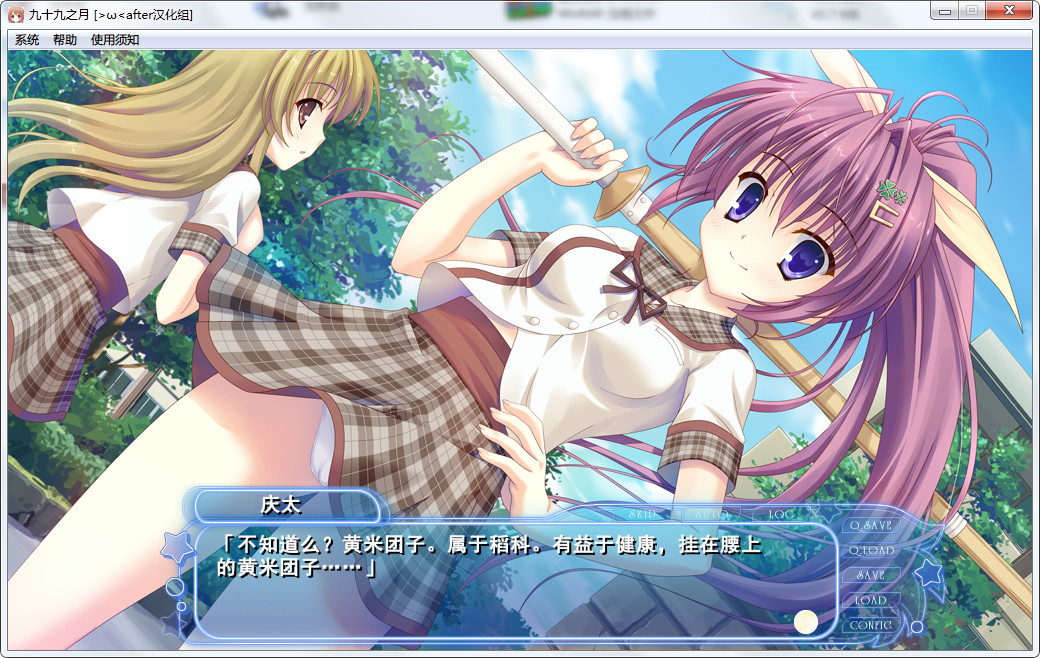 九十九之月 [>ω<after汉化组]
系统 帮助 使用须知
庆太
SKIP AUTO LOG
「不知道么？黄米团子。属于稻科。有益于健康，挂在腰上
的黄米团子……」
Q.SAVE
Q.LOAD
SAVE
LOAD
CONFIG